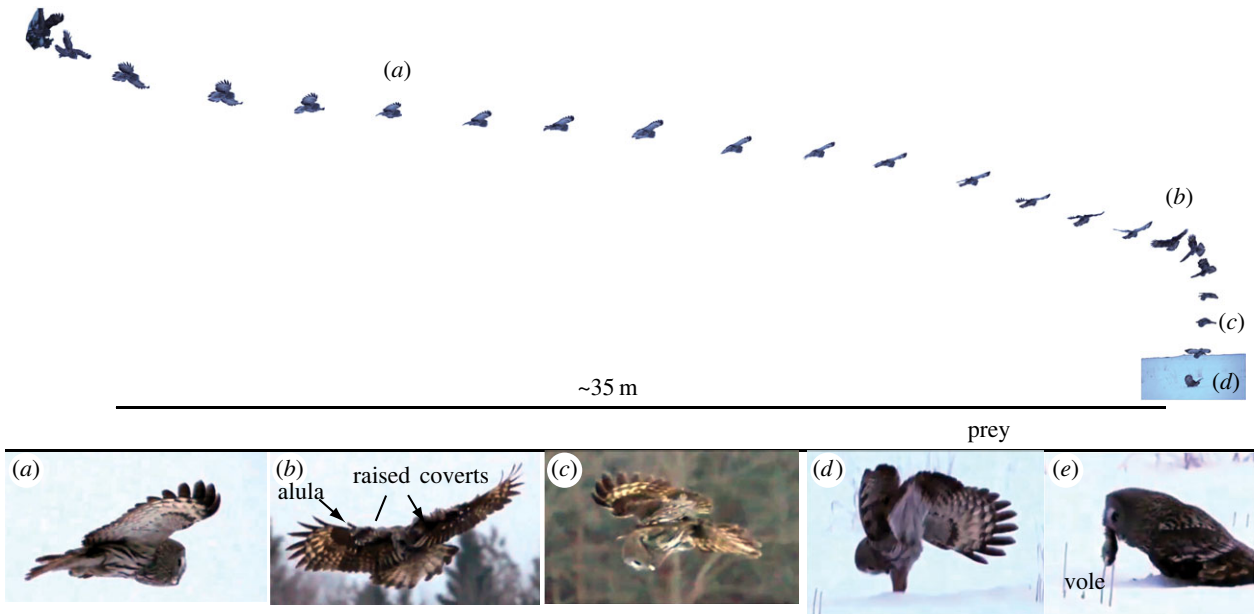 (a)
(b)
(c)
(d)
~35 m
prey
(a)
(b)
(c)
(d)
(e)
raised coverts
alula
vole